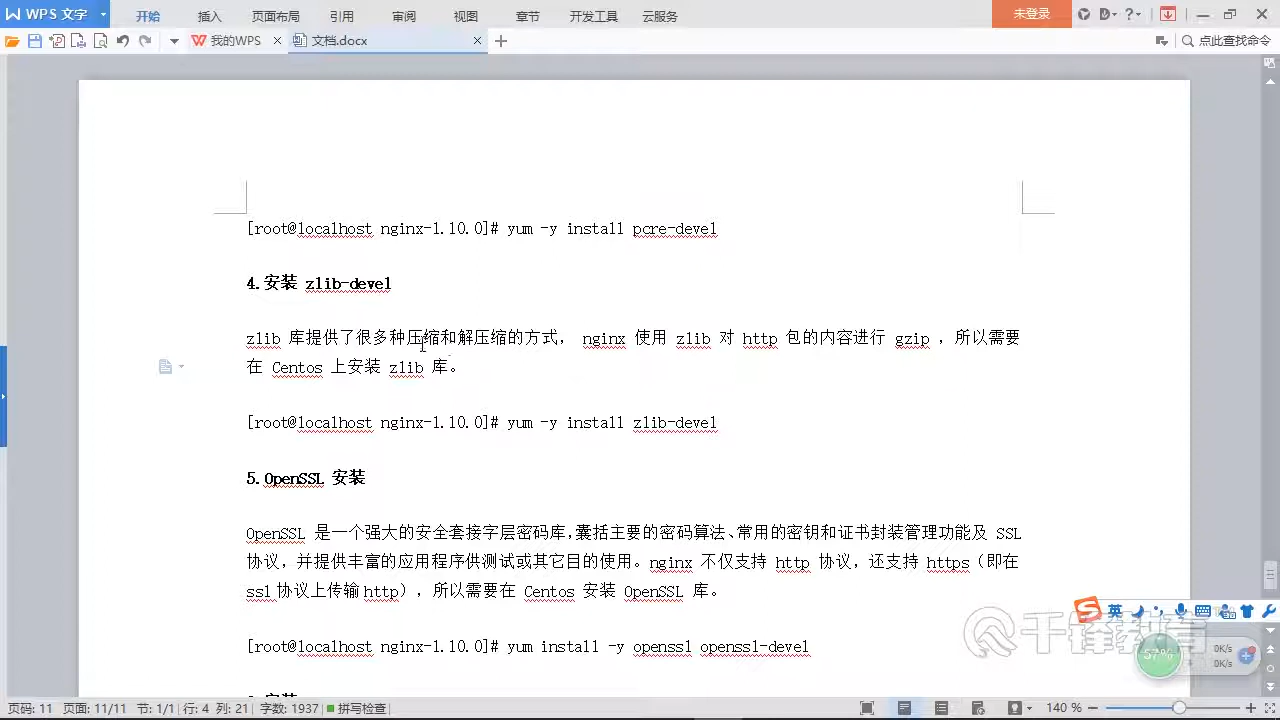 WPS 文字 开始 插入 页面布局 引用 审阅 视图 章节 开发工具 云服务 未登录
我的WPS 文档.docx 点此查找命令
[root@localhost nginx-1.10.0]# yum -y install pcre-devel
4.安装 zlib-devel
zlib 库提供了很多种压缩和解压缩的方式， nginx 使用 zlib 对 http 包的内容进行 gzip ，所以需要
在 Centos 上安装 zlib 库。
[root@localhost nginx-1.10.0]# yum -y install zlib-devel
5.OpenSSL 安装
OpenSSL 是一个强大的安全套接字层密码库，囊括主要的密码算法、常用的密钥和证书封装管理功能及 SSL
协议，并提供丰富的应用程序供测试或其它目的使用。nginx 不仅支持 http 协议，还支持 https（即在
ssl协议上传输http），所以需要在 Centos 安装 OpenSSL 库。
英
千锋教育
[root@localhost nginx-1.10.0]# yum install -y openssl openssl-devel
57%
0K/s
0K/s
页码: 11 页面: 11/11 节: 1/1 行: 4 列: 21 字数: 1937 拼写检查 140 %